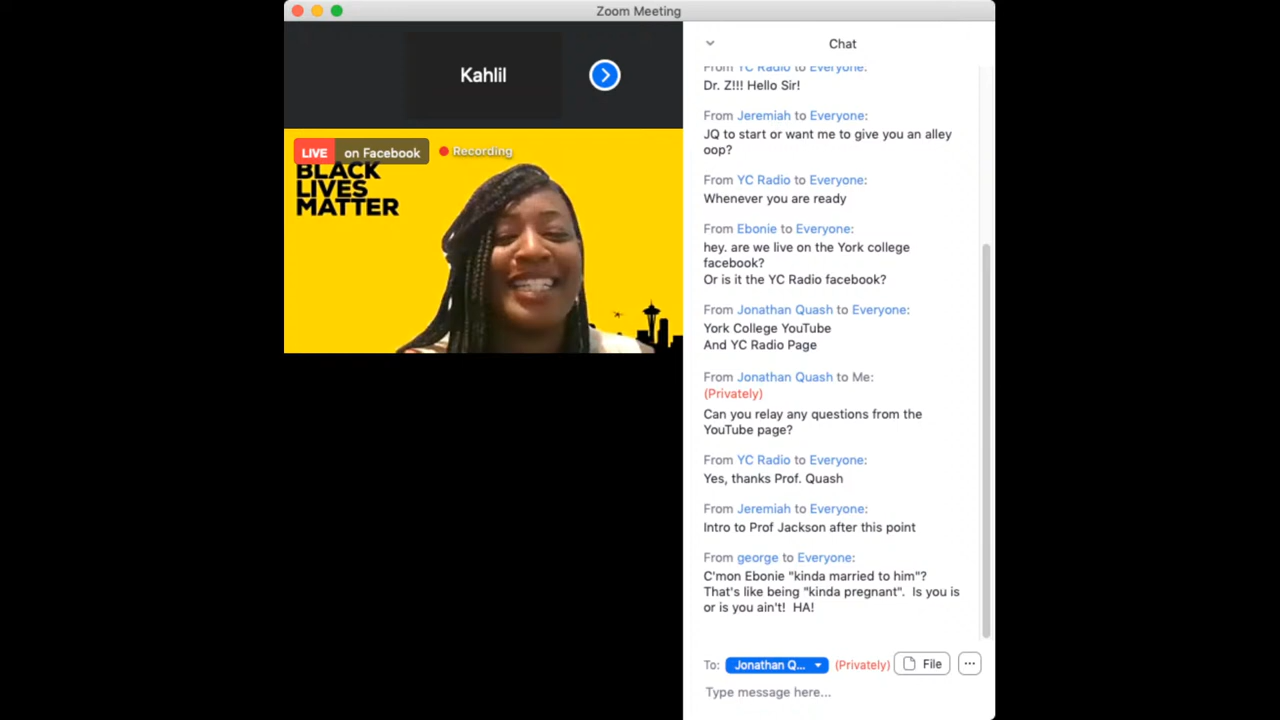 Zoom Meeting
Kahlil
LIVE on Facebook Recording
BLACK
LIVES
MATTER
Chat
From YC Radio to Everyone:
Dr. Z!!! Hello Sir!
From Jeremiah to Everyone:
JQ to start or want me to give you an alley
oop?
From YC Radio to Everyone:
Whenever you are ready
From Ebonie to Everyone:
hey. are we live on the York college
facebook?
Or is it the YC Radio facebook?
From Jonathan Quash to Everyone:
York College YouTube
And YC Radio Page
From Jonathan Quash to Me:
(Privately)
Can you relay any questions from the
YouTube page?
From YC Radio to Everyone:
Yes, thanks Prof. Quash
From Jeremiah to Everyone:
Intro to Prof Jackson after this point
From george to Everyone:
C'mon Ebonie "kinda married to him"?
That's like being "kinda pregnant".  Is you is
or is you ain't!  HA!
To: Jonathan Q... (Privately) File ...
Type message here...